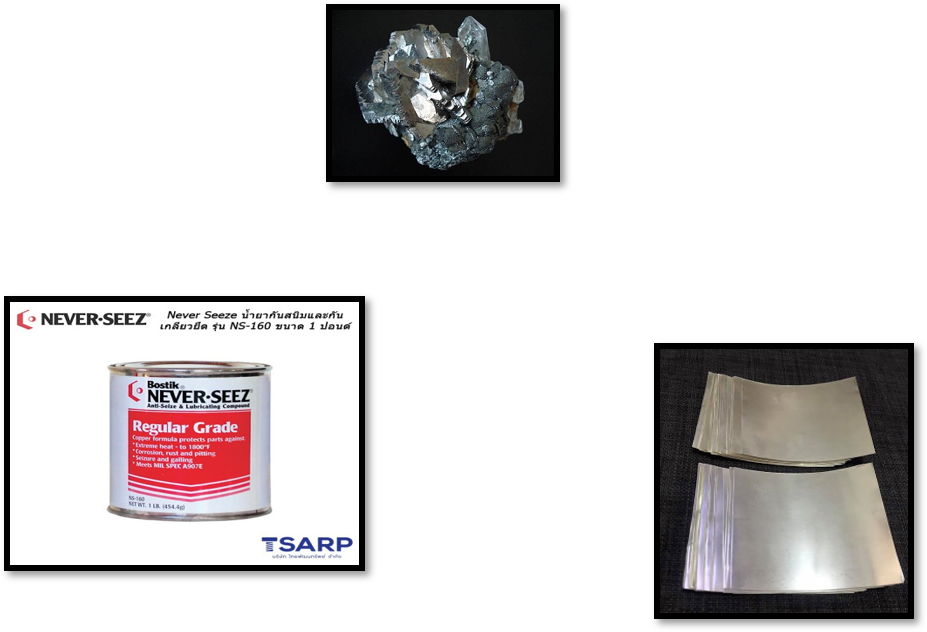 NEVER•SEEZ®
Never Seeze น้ำยากันสนิมและกัน
เกลียวยึด รุ่น NS-160 ขนาด 1 ปอนด์
Bostik®
NEVER•SEEZ®
Anti-Seize & Lubricating Compound
Regular Grade
Copper formula protects parts against
*Extreme heat - to 1800°F
*Corrosion, rust and pitting
*Seizure and galling
*Meets MIL SPEC A907E
NS-160
NET WT. 1 LB. (454.4g)
TSARP